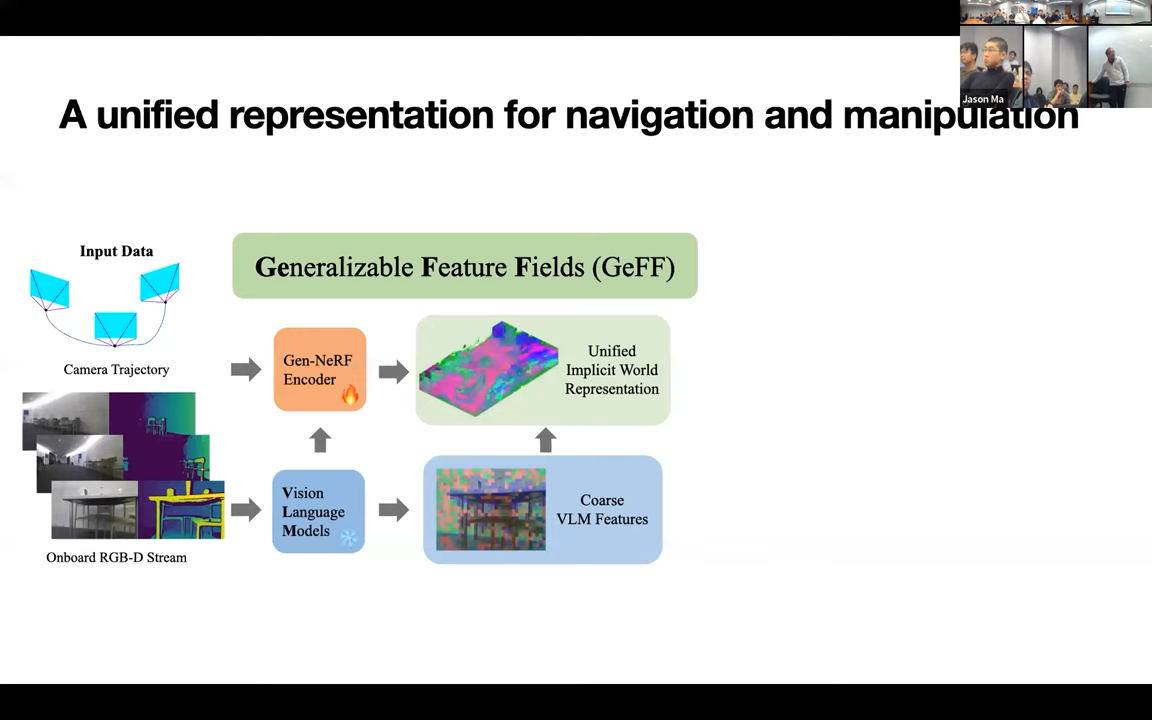 Jason Ma
A unified representation for navigation and manipulation
Input Data
Generalizable Feature Fields (GeFF)
Camera Trajectory
Gen-NeRF
Encoder
Unified
Implicit World
Representation
Vision
Language
Models
Coarse
VLM Features
Onboard RGB-D Stream